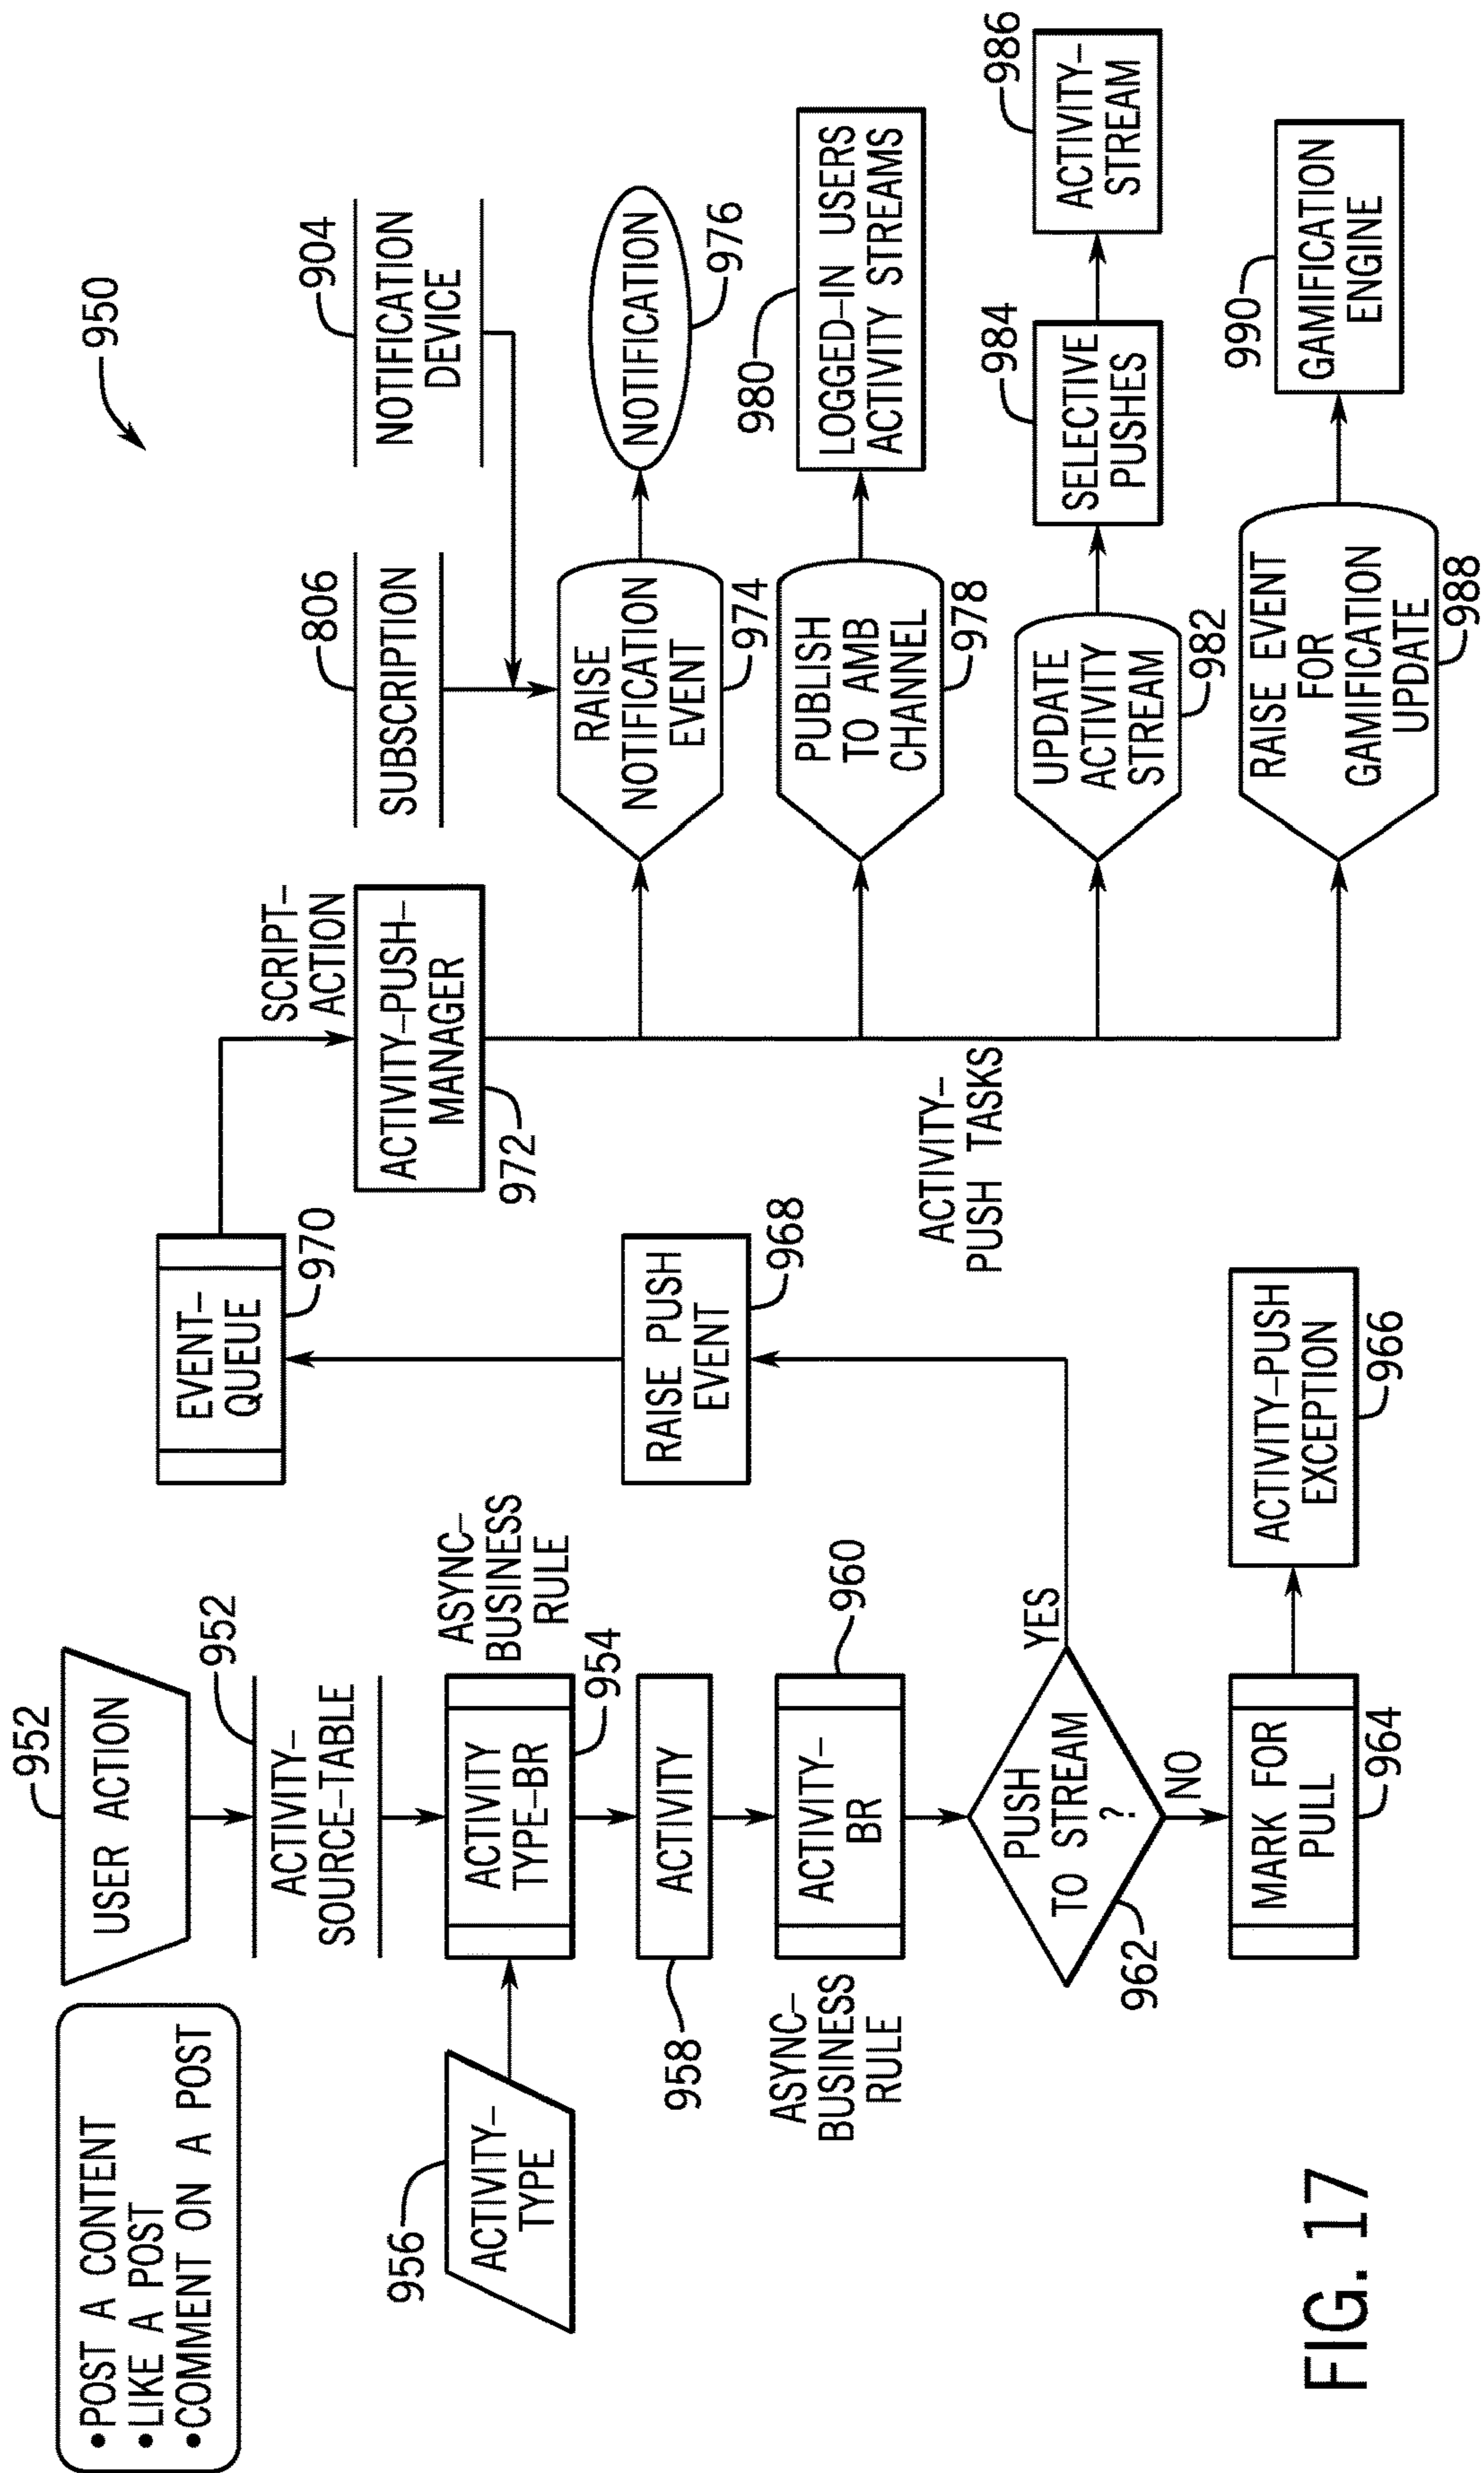 •POST A CONTENT
•LIKE A POST
•COMMENT ON A POST
952
USER ACTION
952
ACTIVITY–
SOURCE–TABLE
ASYNC–
BUSINESS
RULE
956
ACTIVITY–
TYPE
ACTIVITY
TYPE–BR
954
958
ACTIVITY
ASYNC–
BUSINESS
RULE
ACTIVITY–
BR
960
962
PUSH
TO STREAM
?
YES
NO
MARK FOR
PULL
964
ACTIVITY–PUSH
EXCEPTION
966
RAISE PUSH
EVENT
968
EVENT–
QUEUE
970
SCRIPT–
ACTION
ACTIVITY–PUSH–
MANAGER
972
ACTIVITY–
PUSH TASKS
950
806
SUBSCRIPTION
904
NOTIFICATION
DEVICE
RAISE
NOTIFICATION
EVENT
974
NOTIFICATION
976
PUBLISH
TO AMB
CHANNEL
978
980
LOGGED–IN USERS
ACTIVITY STREAMS
UPDATE
ACTIVITY
STREAM
982
984
SELECTIVE
PUSHES
986
ACTIVITY–
STREAM
RAISE EVENT
FOR
GAMIFICATION
UPDATE
988
990
GAMIFICATION
ENGINE
FIG. 17